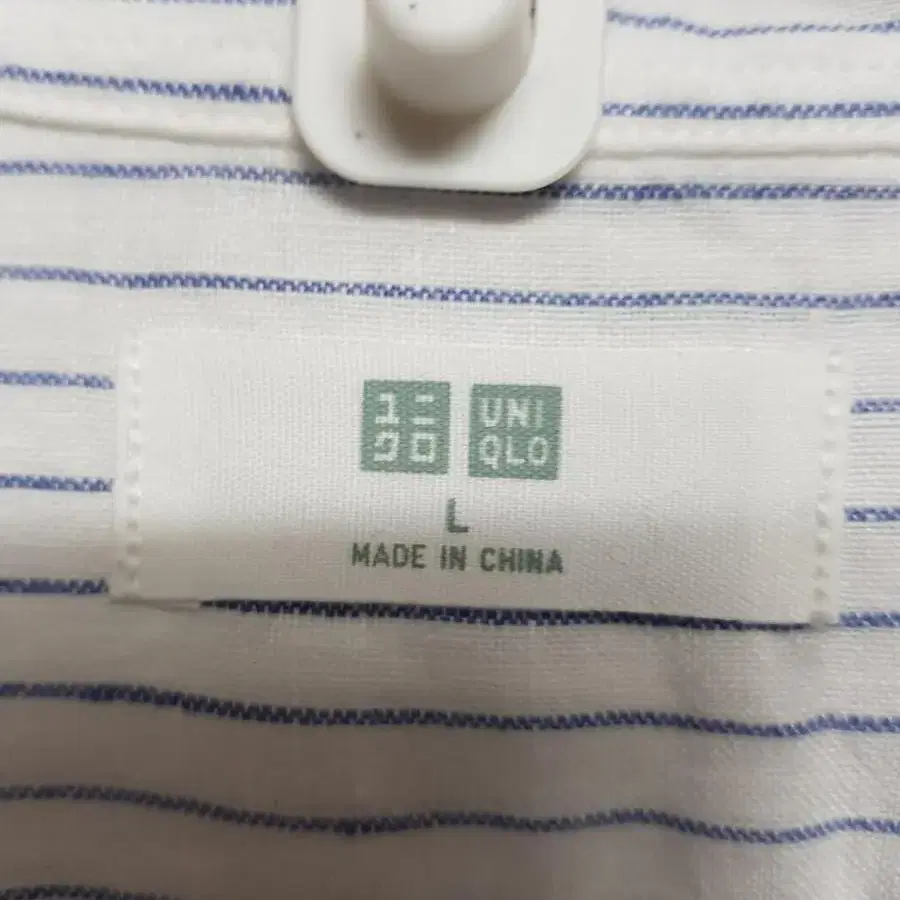 ユニ
クロ
UNI
QLO
L
MADE IN CHINA